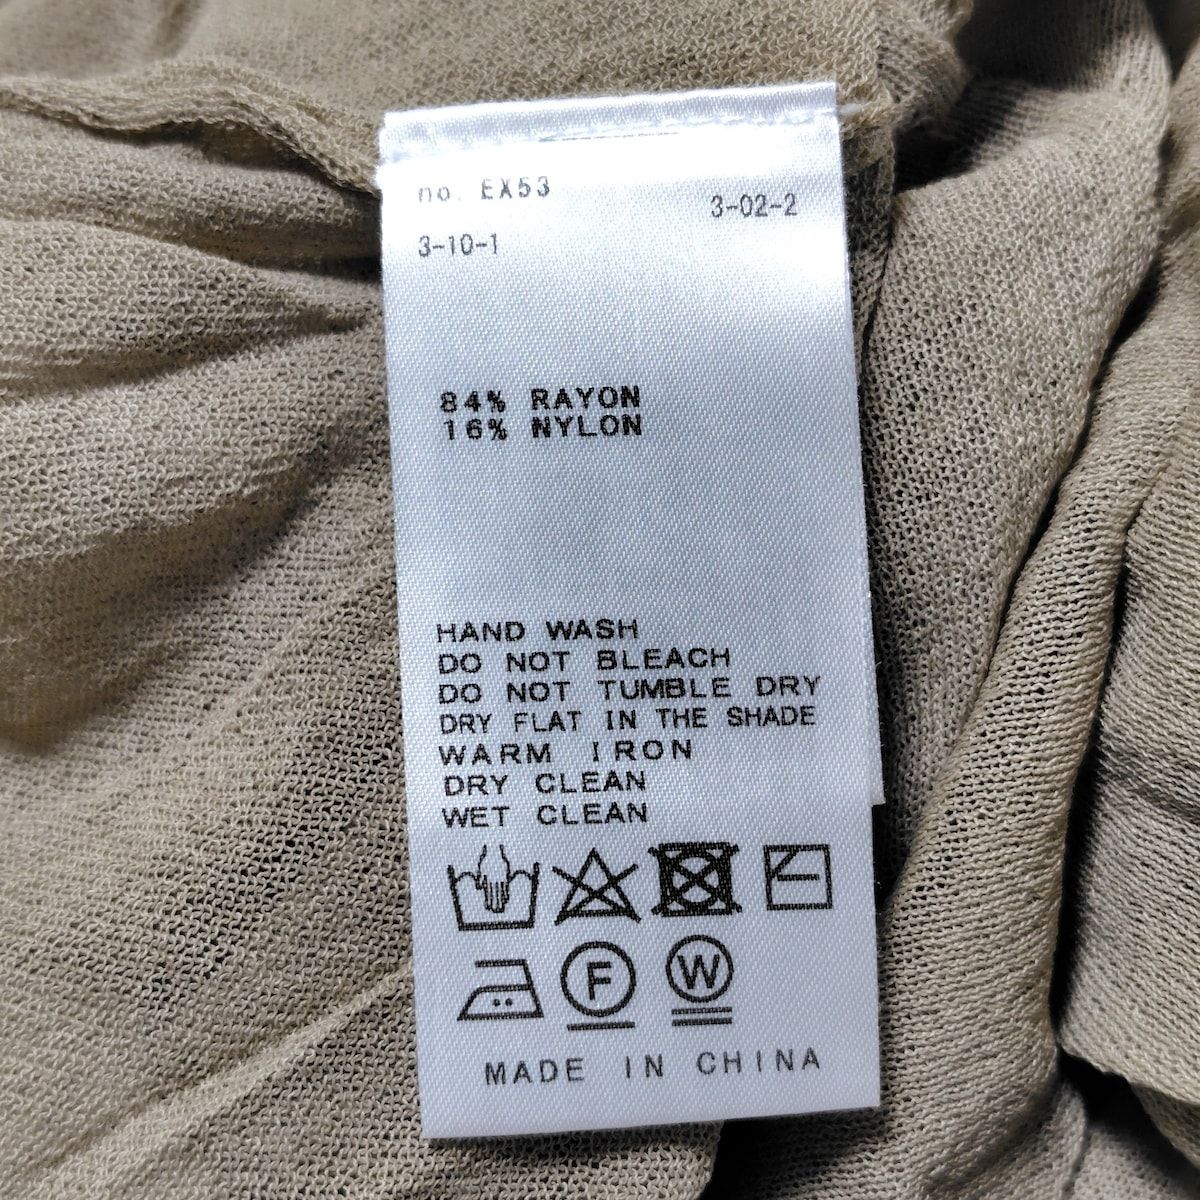 no. EX53
3-02-2
3-10-1
84% RAYON
16% NYLON
HAND WASH
DO NOT BLEACH
DO NOT TUMBLE DRY
DRY FLAT IN THE SHADE
WARM IRON
DRY CLEAN
WET CLEAN
F W
MADE IN CHINA